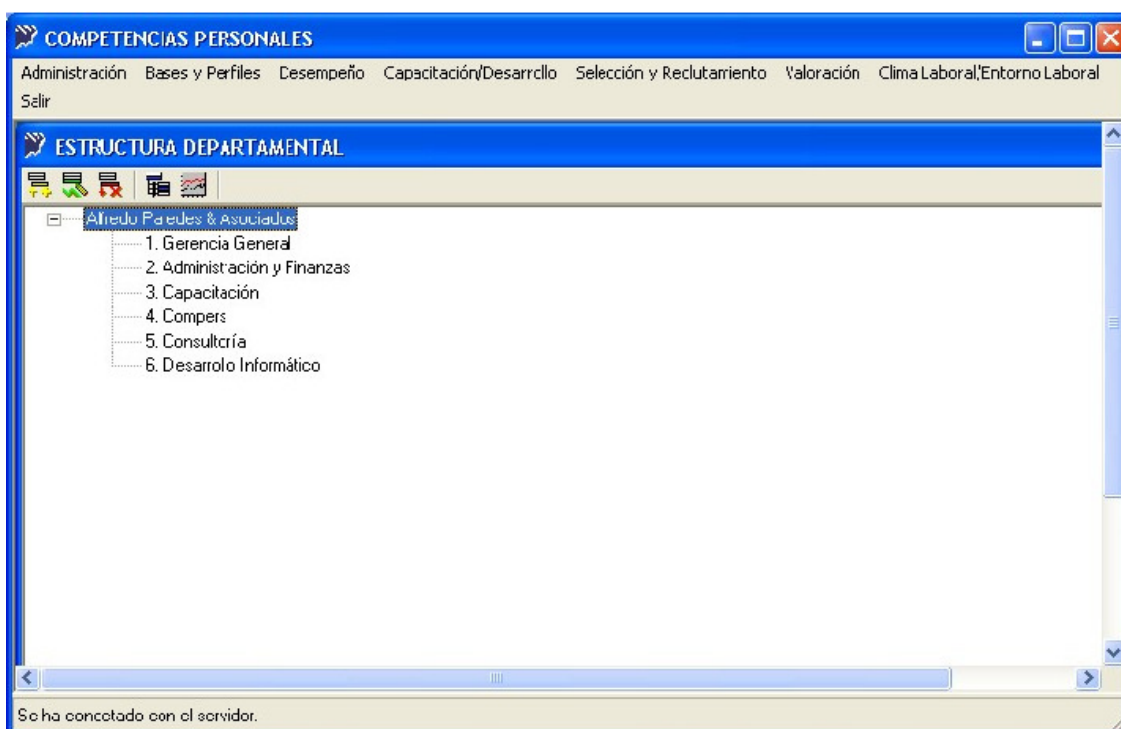 COMPETENCIAS PERSONALES
Administración Bases y Perfiles Desempeño Capacitación/Desarrollo Selección y Reclutamiento Valoración Clima Laboral/Entorno Laboral
Salir
ESTRUCTURA DEPARTAMENTAL
Alfredo Paredes & Asociados
1. Gerencia General
2. Administración y Finanzas
3. Capacitación
4. Compers
5. Consultoría
6. Desarrolo Informático
Se ha conectado con el servidor.